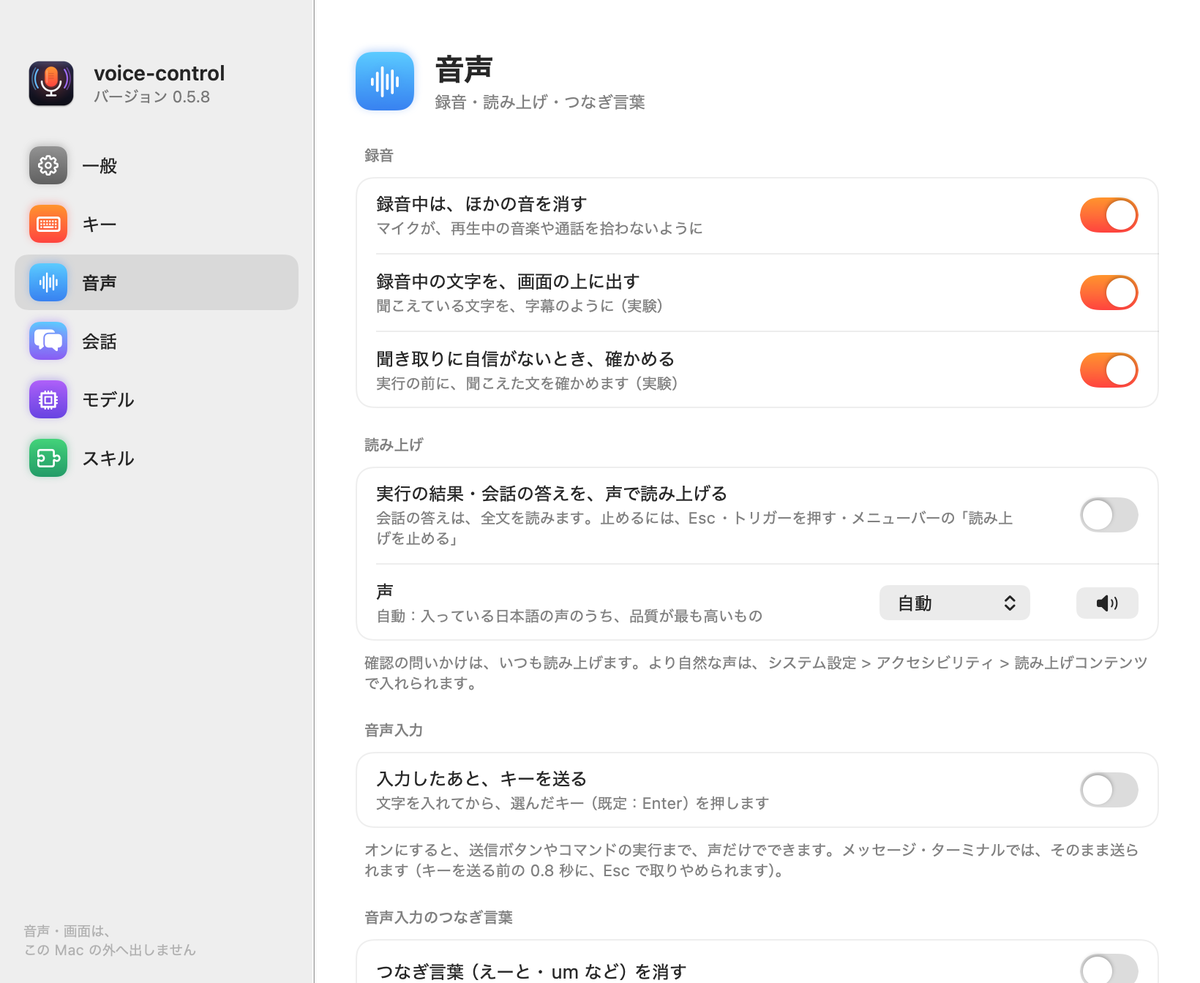 voice-control
バージョン 0.5.8
一般
キー
音声
会話
モデル
スキル
音声・画面は、
この Mac の外へ出しません
音声
録音・読み上げ・つなぎ言葉
録音
録音中は、ほかの音を消す
マイクが、再生中の音楽や通話を拾わないように
録音中の文字を、画面の上に出す
聞こえている文字を、字幕のように（実験）
聞き取りに自信がないとき、確かめる
実行の前に、聞こえた文を確かめます（実験）
読み上げ
実行の結果・会話の答えを、声で読み上げる
会話の答えは、全文を読みます。止めるには、Esc・トリガーを押す・メニューバーの「読み上
げを止める」
声
自動：入っている日本語の声のうち、品質が最も高いもの
自動
確認の問いかけは、いつも読み上げます。より自然な声は、システム設定 > アクセシビリティ > 読み上げコンテンツ
で入れられます。
音声入力
入力したあと、キーを送る
文字を入れてから、選んだキー（既定：Enter）を押します
オンにすると、送信ボタンやコマンドの実行まで、声だけでできます。メッセージ・ターミナルでは、そのまま送ら
れます（キーを送る前の 0.8 秒に、Esc で取りやめられます）。
音声入力のつなぎ言葉
つなぎ言葉（えーと・um など）を消す